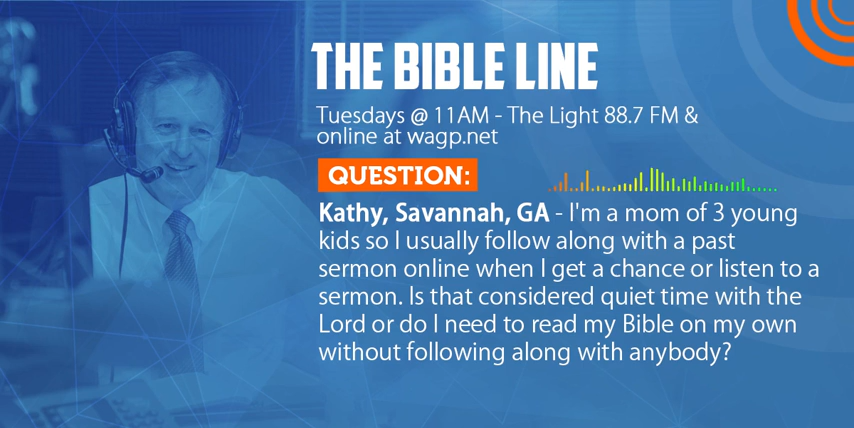 THE BIBLE LINE
Tuesdays @ 11AM - The Light 88.7 FM &
online at wagp.net
QUESTION:
Kathy, Savannah, GA - I'm a mom of 3 young
kids so I usually follow along with a past
sermon online when I get a chance or listen to a
sermon. Is that considered quiet time with the
Lord or do I need to read my Bible on my own
without following along with anybody?